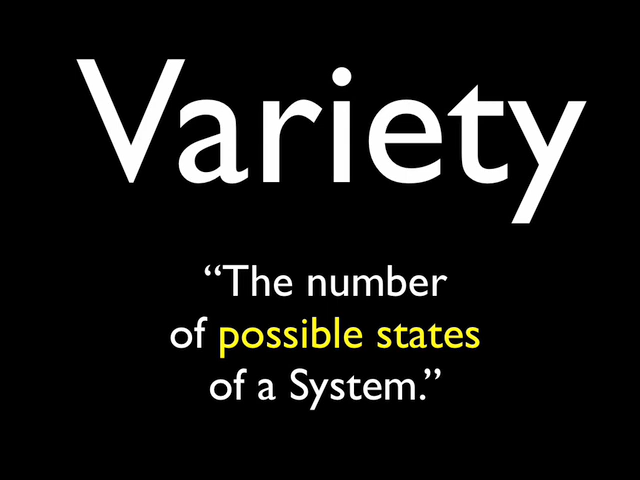 Variety
“The number
of possible states
of a System.”